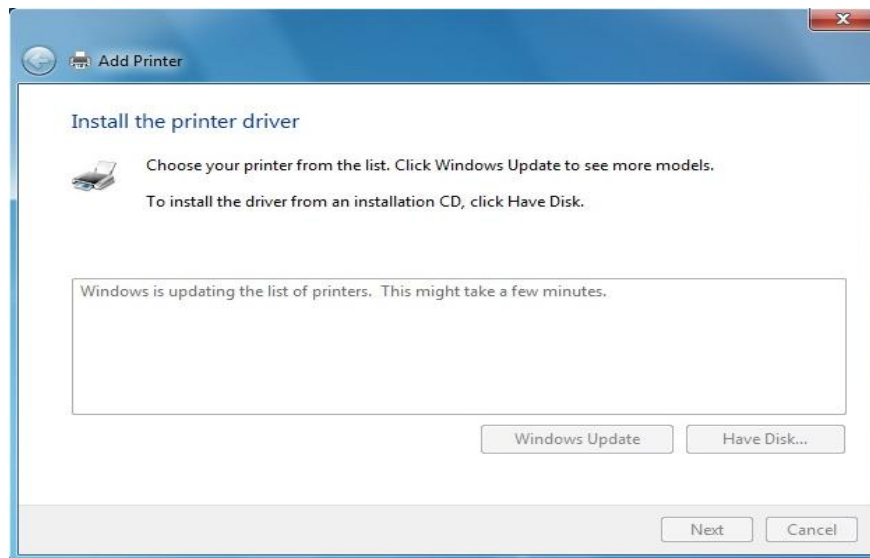 Add Printer
Install the printer driver
Choose your printer from the list. Click Windows Update to see more models.
To install the driver from an installation CD, click Have Disk.
Windows is updating the list of printers.  This might take a few minutes.
Windows Update
Have Disk...
Next
Cancel